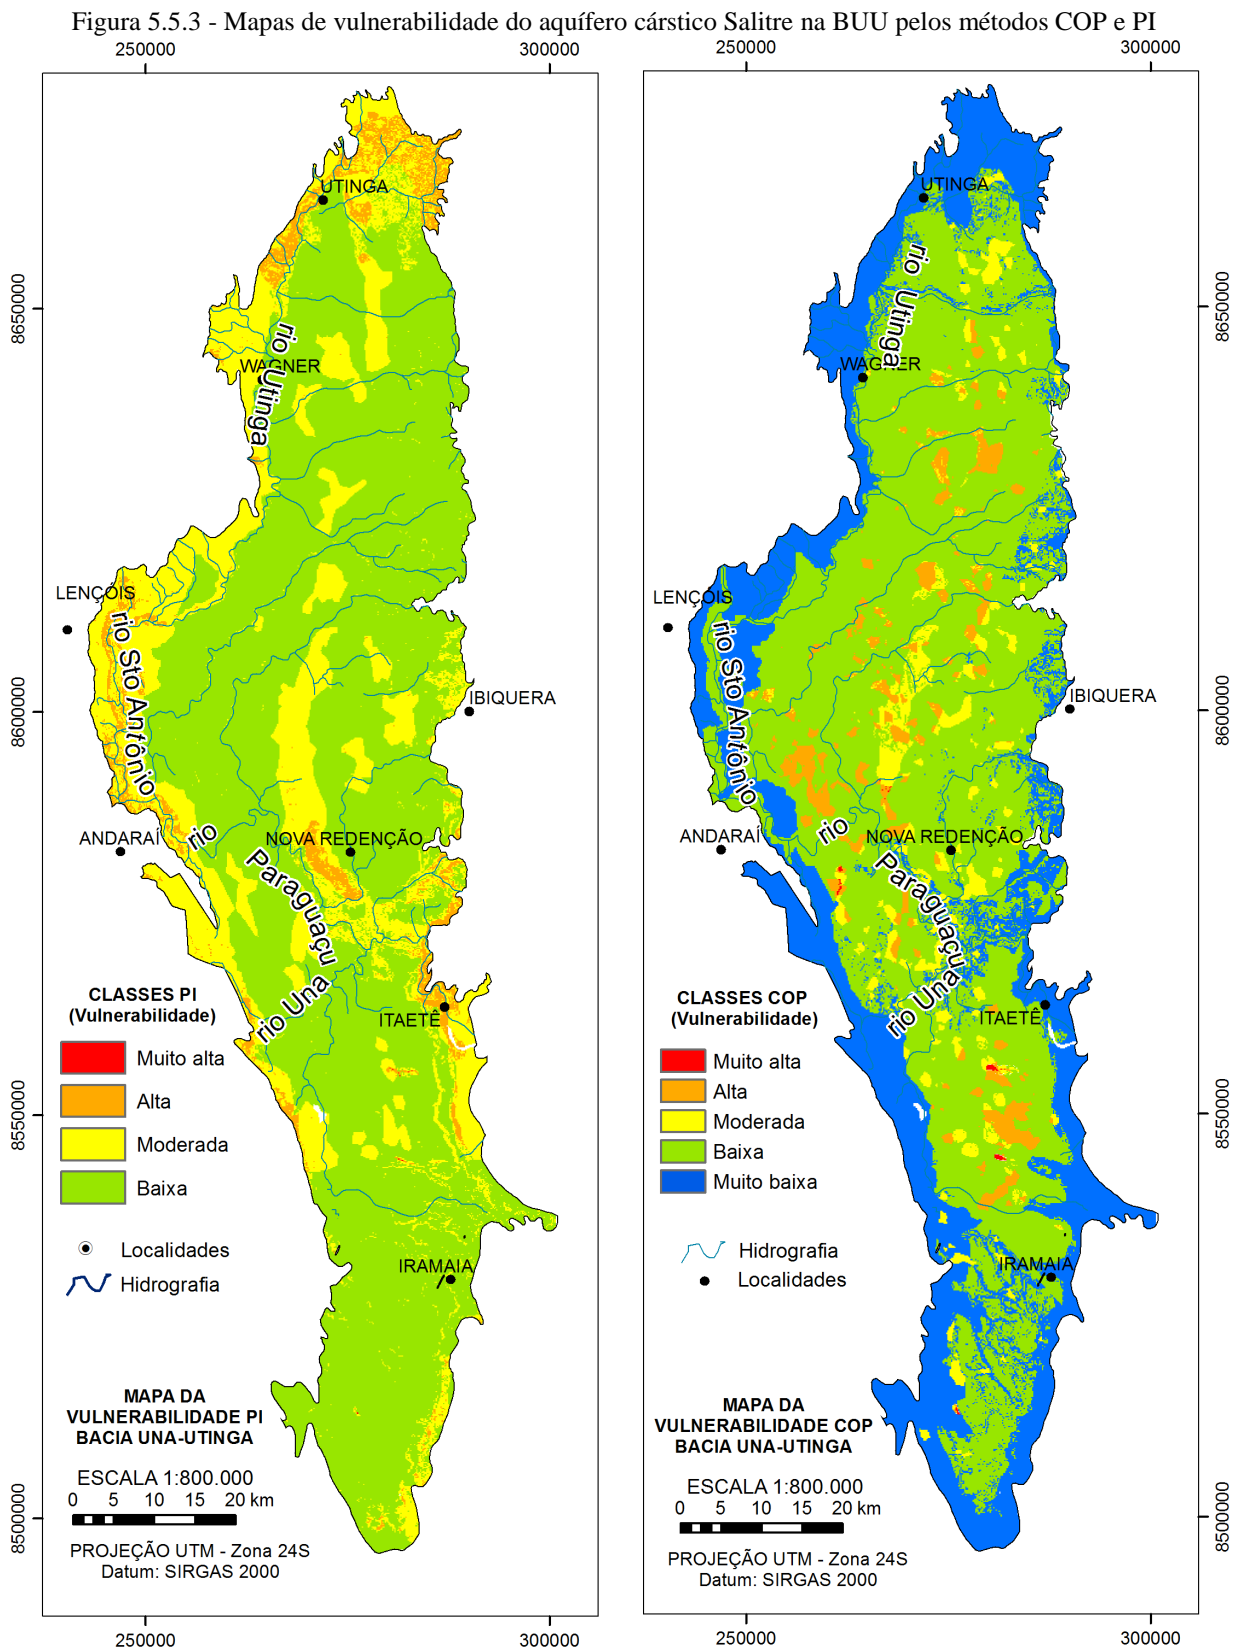 Figura 5.5.3 - Mapas de vulnerabilidade do aquífero cárstico Salitre na BUU pelos métodos COP e PI
250000
300000
8650000
8600000
8550000
8500000
UTINGA
rio Utinga
WAGNER
LENÇÓIS
rio Sto Antônio
IBIQUERA
ANDARAÍ
rio Paraguaçu
NOVA REDENÇÃO
rio Una
ITAETÊ
IRAMAIA
CLASSES PI
(Vulnerabilidade)
Muito alta
Alta
Moderada
Baixa
Localidades
Hidrografia
MAPA DA
VULNERABILIDADE PI
BACIA UNA-UTINGA
ESCALA 1:800.000
0 5 10 15 20 km
PROJEÇÃO UTM - Zona 24S
Datum: SIRGAS 2000
250000
300000
250000
300000
UTINGA
rio Utinga
WAGNER
LENÇÓIS
rio Sto Antônio
IBIQUERA
ANDARAÍ
rio Paraguaçu
NOVA REDENÇÃO
rio Una
ITAETÊ
IRAMAIA
CLASSES COP
(Vulnerabilidade)
Muito alta
Alta
Moderada
Baixa
Muito baixa
Hidrografia
Localidades
MAPA DA
VULNERABILIDADE COP
BACIA UNA-UTINGA
ESCALA 1:800.000
0 5 10 15 20 km
PROJEÇÃO UTM - Zona 24S
Datum: SIRGAS 2000
8650000
8600000
8550000
8500000
250000
300000